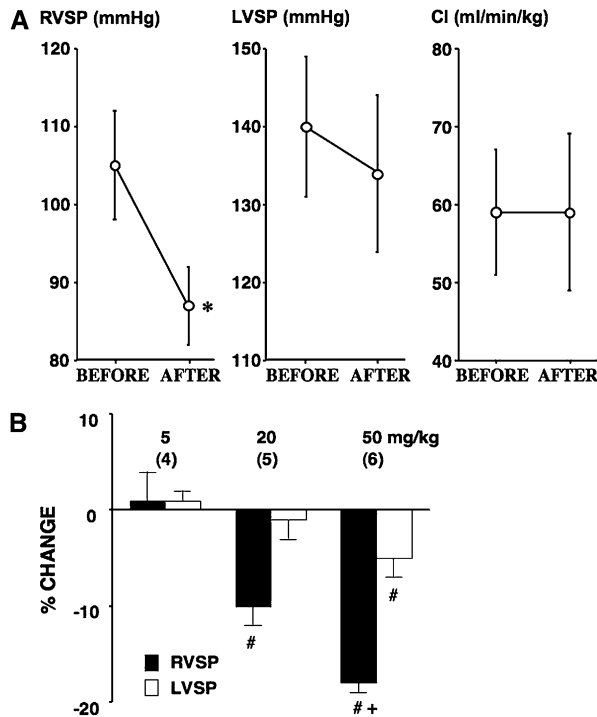 A
RVSP (mmHg) LVSP (mmHg) CI (ml/min/kg)
120 150 80
110 140 70
100 130 60
90 120 50
80 110 40
*
BEFORE AFTER BEFORE AFTER BEFORE AFTER
B
10
5 20 50 mg/kg
(4) (5) (6)
0
% CHANGE
-10
#
#
RVSP
LVSP
-20
# +